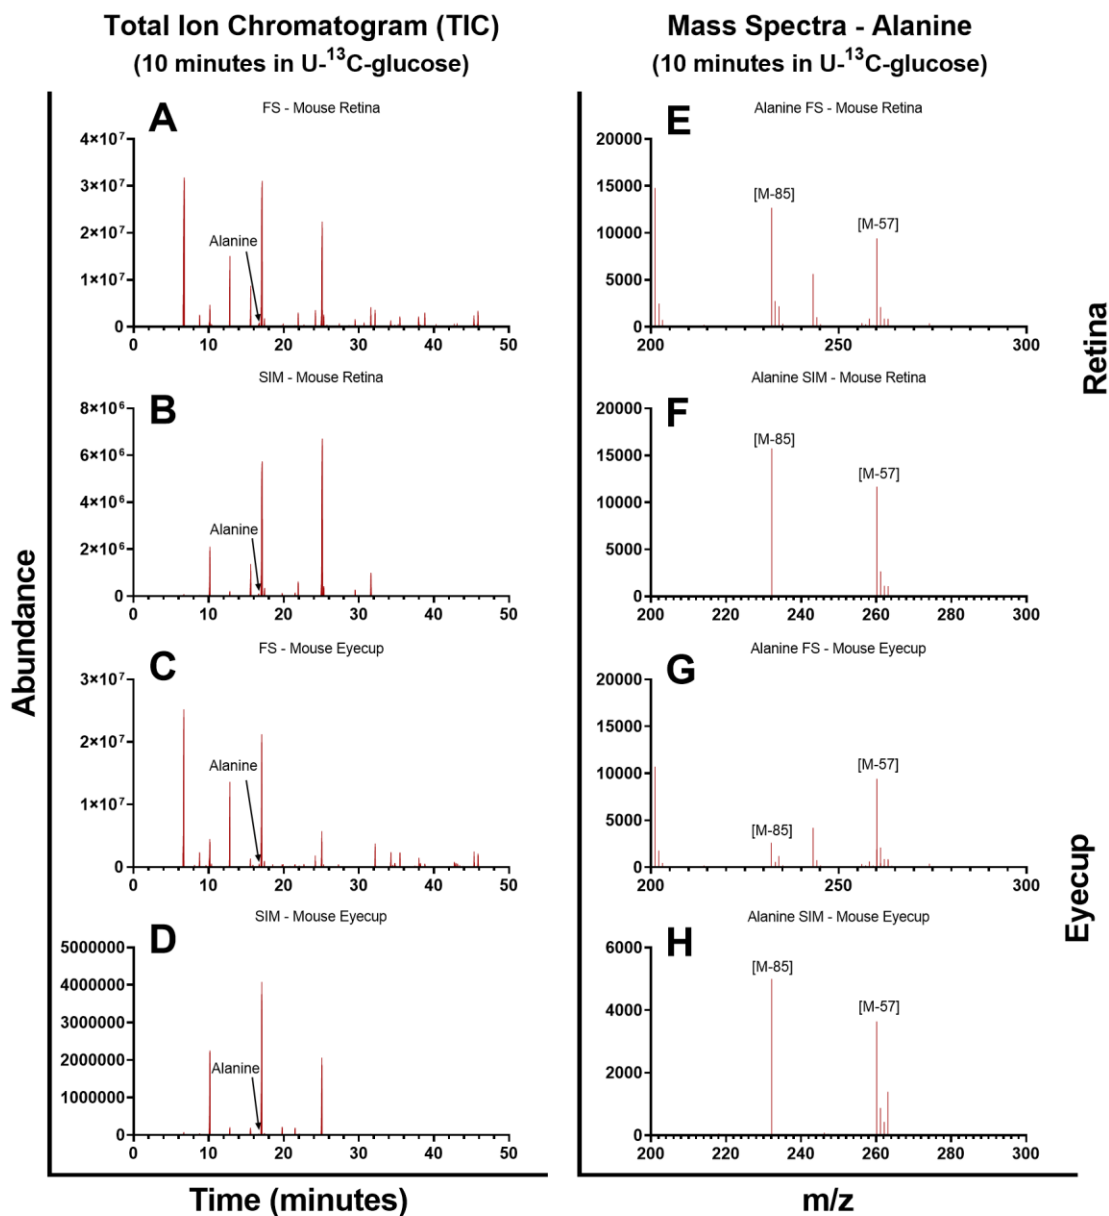 Total Ion Chromatogram (TIC)
(10 minutes in U-¹³C-glucose)
Mass Spectra - Alanine
(10 minutes in U-¹³C-glucose)
A
FS - Mouse Retina
4×10⁷
3×10⁷
2×10⁷
1×10⁷
0
Alanine
0 10 20 30 40 50
E
Alanine FS - Mouse Retina
20000
15000
10000
5000
0
[M-85]
[M-57]
200 250 300
B
SIM - Mouse Retina
8×10⁶
6×10⁶
4×10⁶
2×10⁶
0
Alanine
0 10 20 30 40 50
F
Alanine SIM - Mouse Retina
20000
15000
10000
5000
0
[M-85]
[M-57]
200 220 240 260 280 300
Retina
C
FS - Mouse Eyecup
3×10⁷
2×10⁷
1×10⁷
0
Alanine
0 10 20 30 40 50
G
Alanine FS - Mouse Eyecup
20000
15000
10000
5000
0
[M-85]
[M-57]
200 250 300
D
SIM - Mouse Eyecup
5000000
4000000
3000000
2000000
1000000
0
Alanine
0 10 20 30 40 50
H
Alanine SIM - Mouse Eyecup
6000
4000
2000
0
[M-85]
[M-57]
200 220 240 260 280 300
Eyecup
Abundance
Time (minutes)
m/z